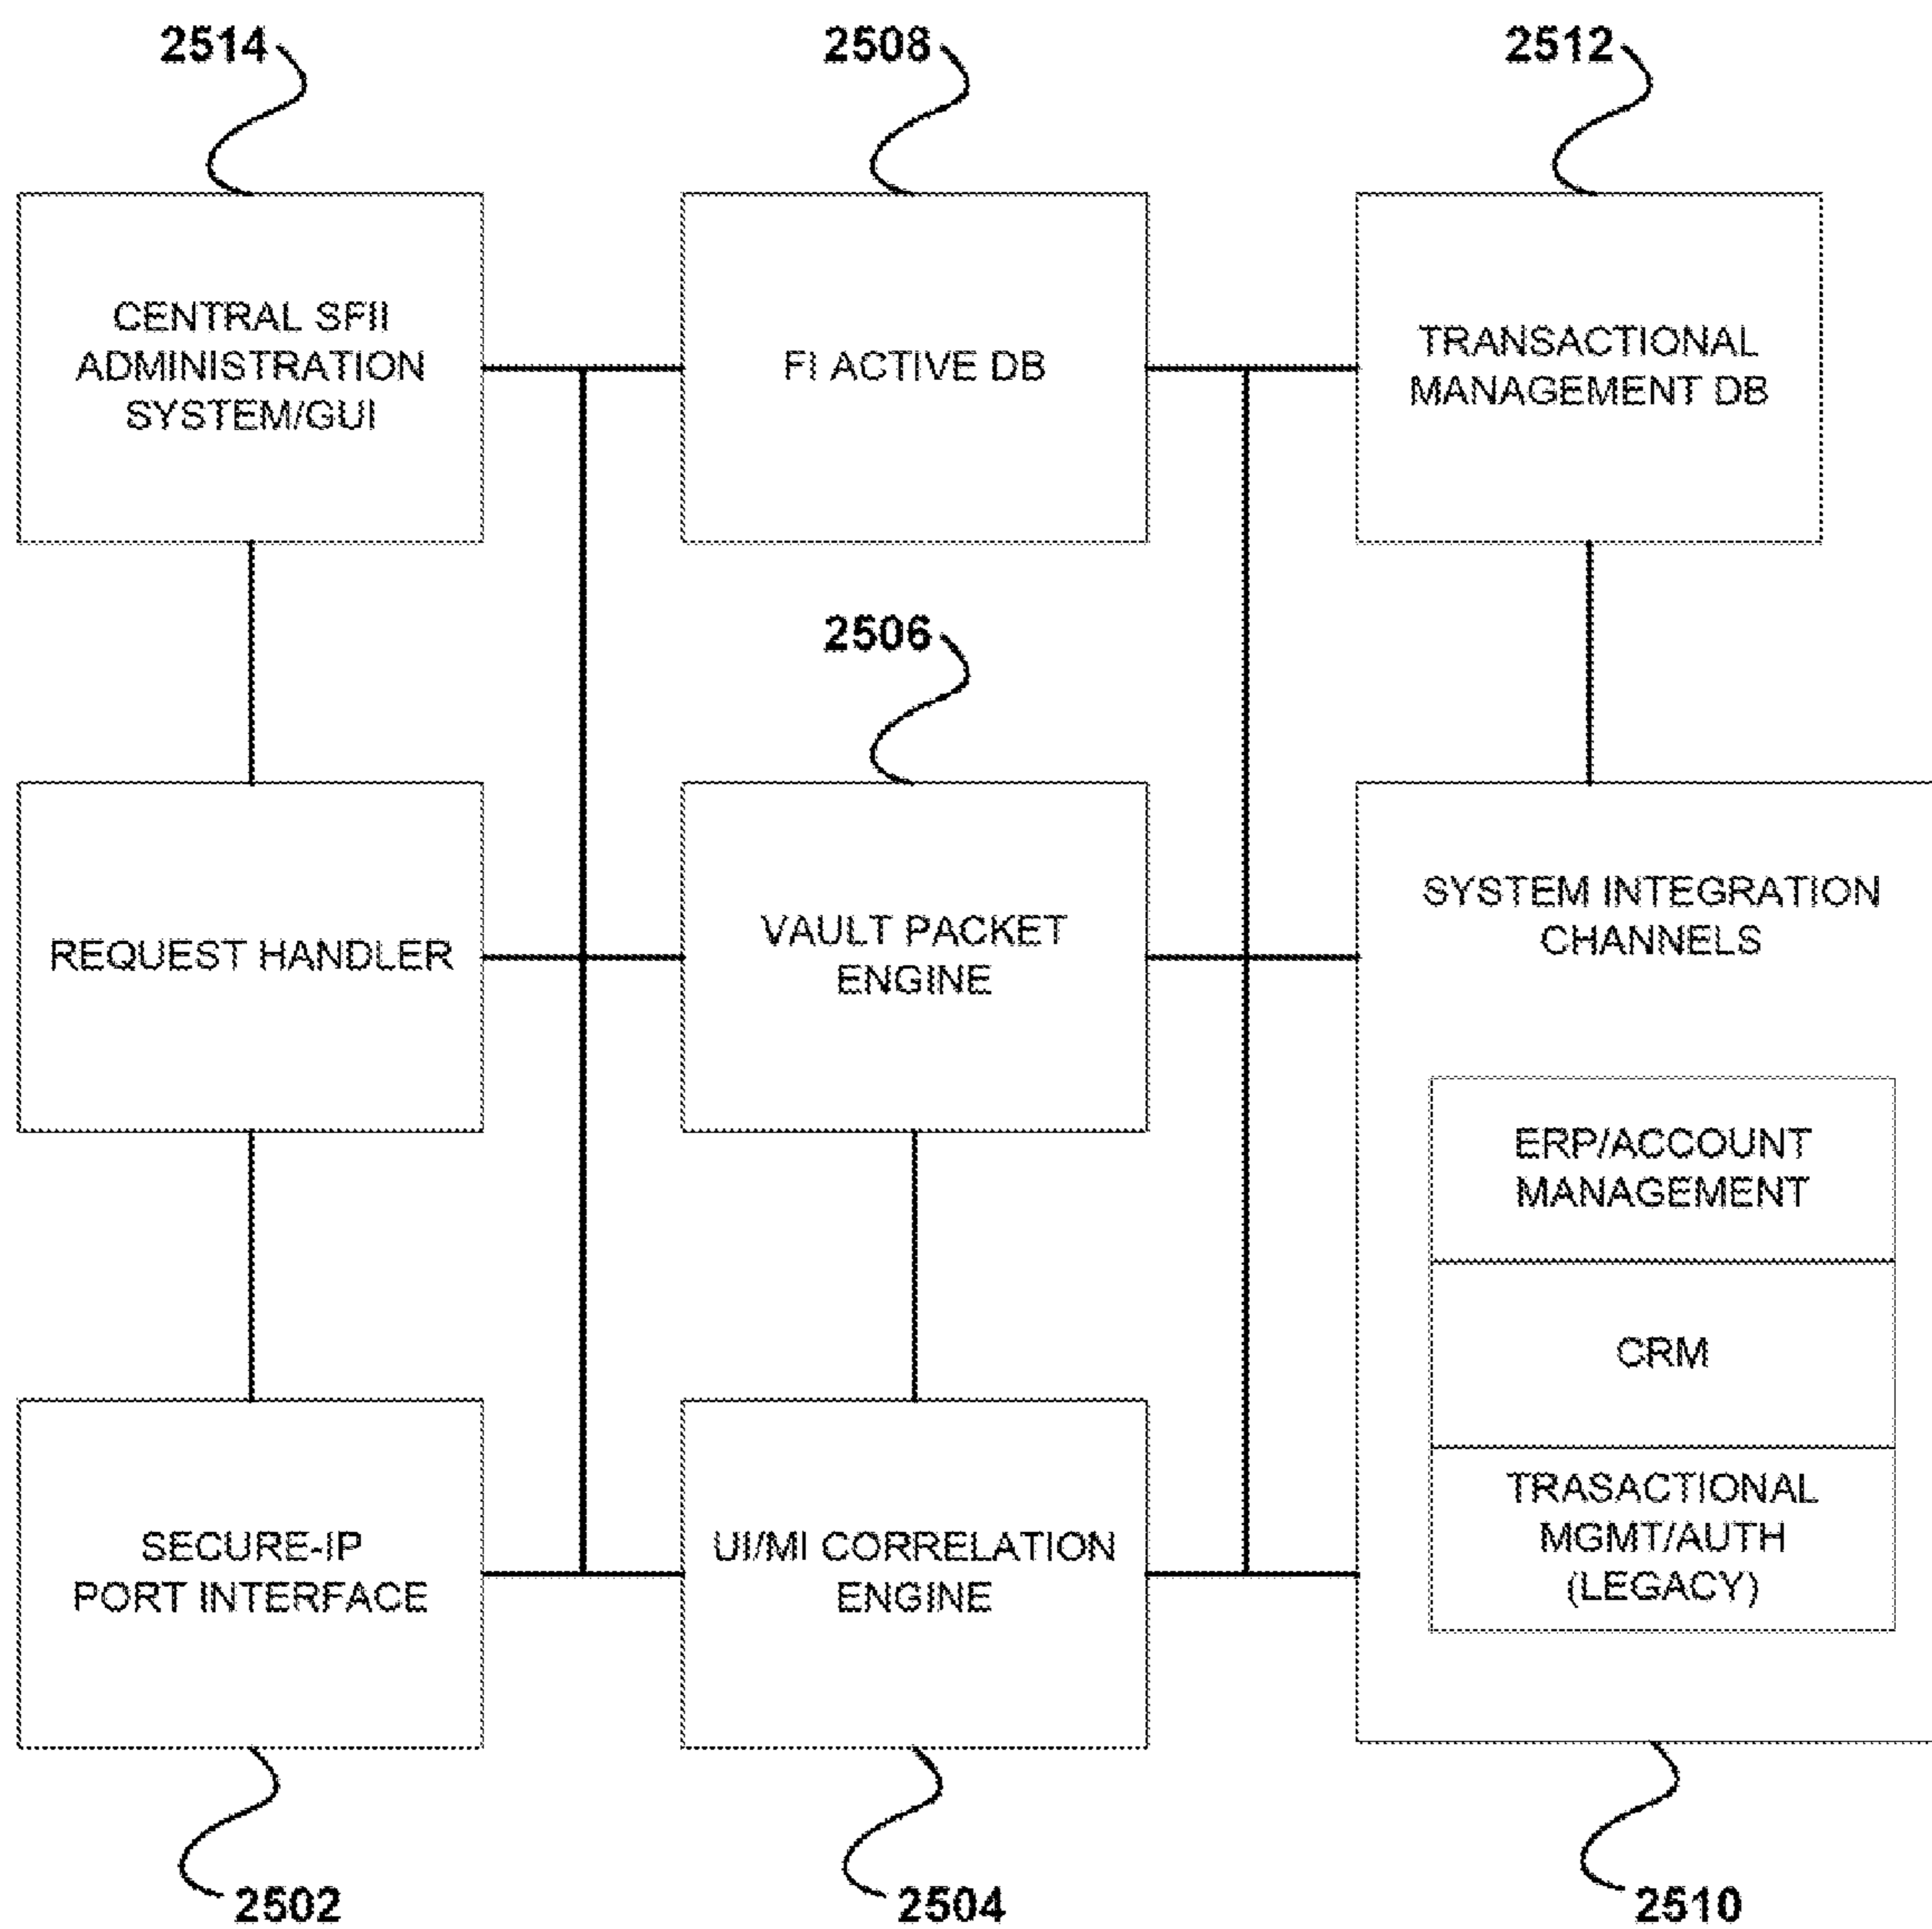 2514
2508
2512
CENTRAL SFII
ADMINISTRATION
SYSTEM/GUI
FI ACTIVE DB
TRANSACTIONAL
MANAGEMENT DB
2506
REQUEST HANDLER
VAULT PACKET
ENGINE
SYSTEM INTEGRATION
CHANNELS
ERP/ACCOUNT
MANAGEMENT
CRM
TRASACTIONAL
MGMT/AUTH
(LEGACY)
SECURE-IP
PORT INTERFACE
UI/MI CORRELATION
ENGINE
2502
2504
2510